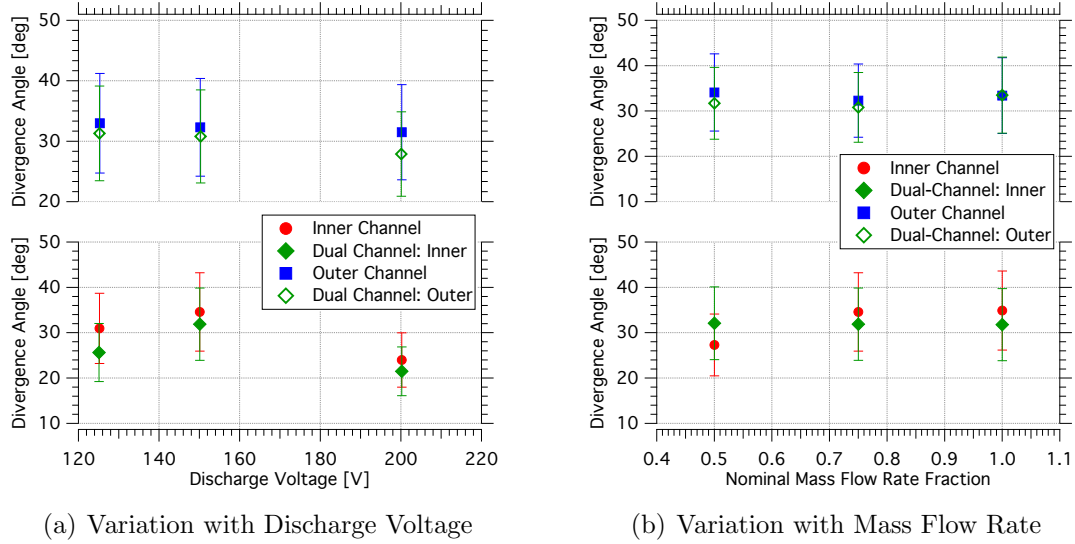 Divergence Angle [deg]
50
40
30
20
Inner Channel
Dual Channel: Inner
Outer Channel
Dual Channel: Outer
Divergence Angle [deg]
50
40
30
20
10
120 140 160 180 200 220
Discharge Voltage [V]
(a) Variation with Discharge Voltage
Divergence Angle [deg]
50
40
30
20
10
Inner Channel
Dual-Channel: Inner
Outer Channel
Dual-Channel: Outer
Divergence Angle [deg]
50
40
30
20
10
0.4 0.5 0.6 0.7 0.8 0.9 1.0 1.1
Nominal Mass Flow Rate Fraction
(b) Variation with Mass Flow Rate